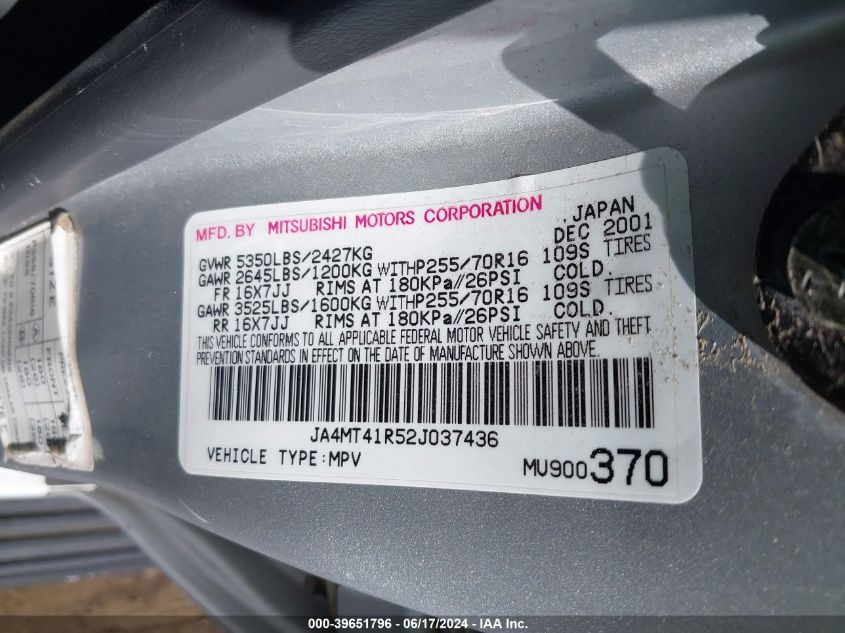 MFD. BY MITSUBISHI MOTORS CORPORATION , JAPAN
DEC 2001
GVWR 5350LBS/2427KG
GAWR 2645LBS/1200KG WITHP255/70R16 109S TIRES
FR 16X7JJ RIMS AT 180KPa//26PSI COLD.
GAWR 3525LBS/1600KG WITHP255/70R16 109S TIRES
RR 16X7JJ RIMS AT 180KPa//26PSI COLD.
THIS VEHICLE CONFORMS TO ALL APPLICABLE FEDERAL MOTOR VEHICLE SAFETY AND THEFT
PREVENTION STANDARDS IN EFFECT ON THE DATE OF MANUFACTURE SHOWN ABOVE.
JA4MT41R52J037436
VEHICLE TYPE:MPV
MU900370
SIZE
FRONT
000-39651796 - 06/17/2024 - IAA Inc.